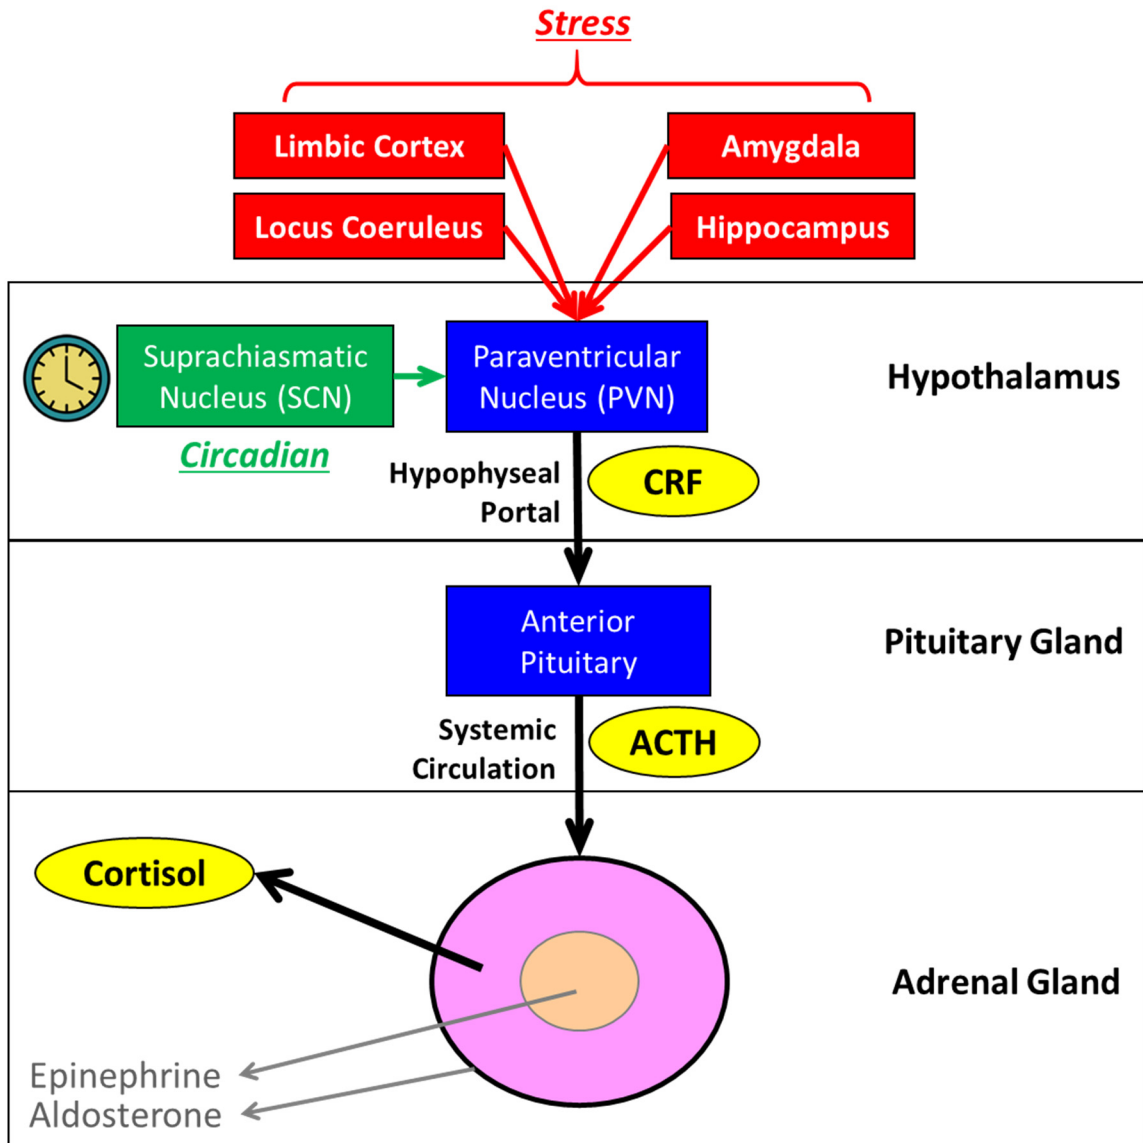 Stress
Limbic Cortex
Amygdala
Locus Coeruleus
Hippocampus
Suprachiasmatic
Nucleus (SCN)
Circadian
Paraventricular
Nucleus (PVN)
Hypothalamus
Hypophyseal
Portal
CRF
Anterior
Pituitary
Pituitary Gland
Systemic
Circulation
ACTH
Cortisol
Adrenal Gland
Epinephrine
Aldosterone